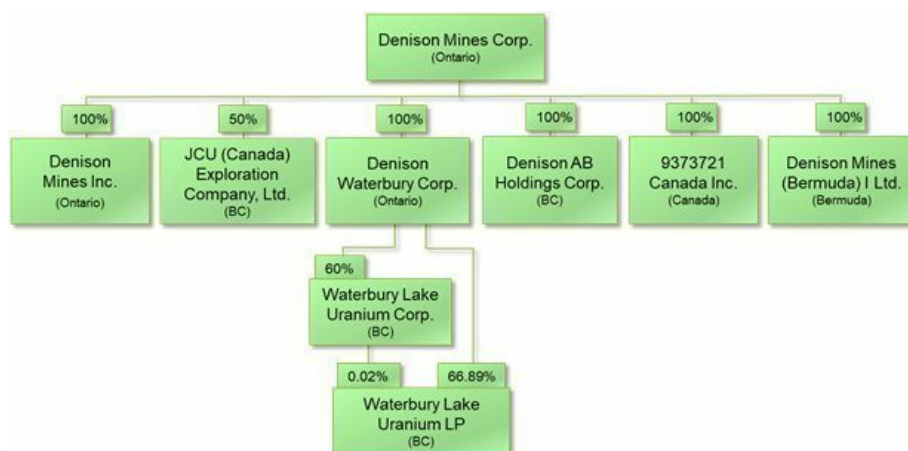 Denison Mines Corp.
(Ontario)
100%
50%
100%
100%
100%
100%
Denison
Mines Inc.
(Ontario)
JCU (Canada)
Exploration
Company, Ltd.
(BC)
Denison
Waterbury Corp.
(Ontario)
Denison AB
Holdings Corp.
(BC)
9373721
Canada Inc.
(Canada)
Denison Mines
(Bermuda) I Ltd.
(Bermuda)
60%
Waterbury Lake
Uranium Corp.
(BC)
0.02%
66.89%
Waterbury Lake
Uranium LP
(BC)